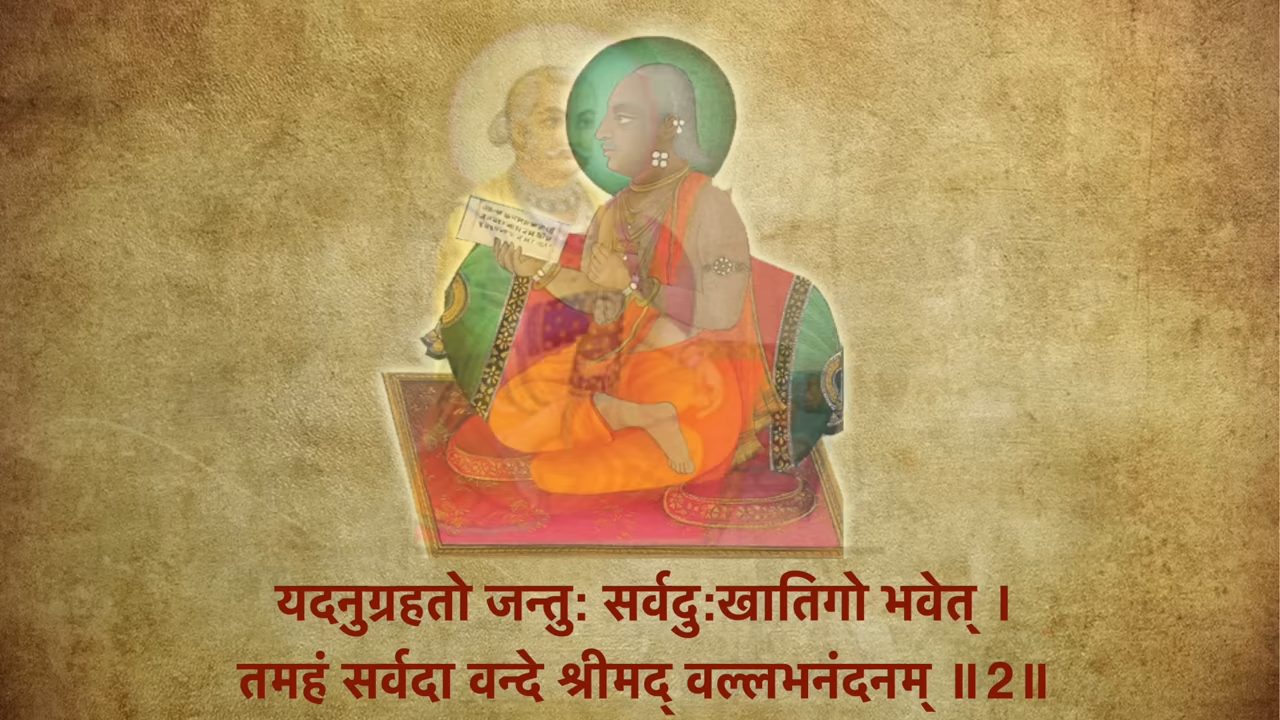 यदनुग्रहतो जन्तु: सर्वदु:खातिगो भवेत् ।
तमहं सर्वदा वन्दे श्रीमद् वल्लभनंदनम् ॥2॥